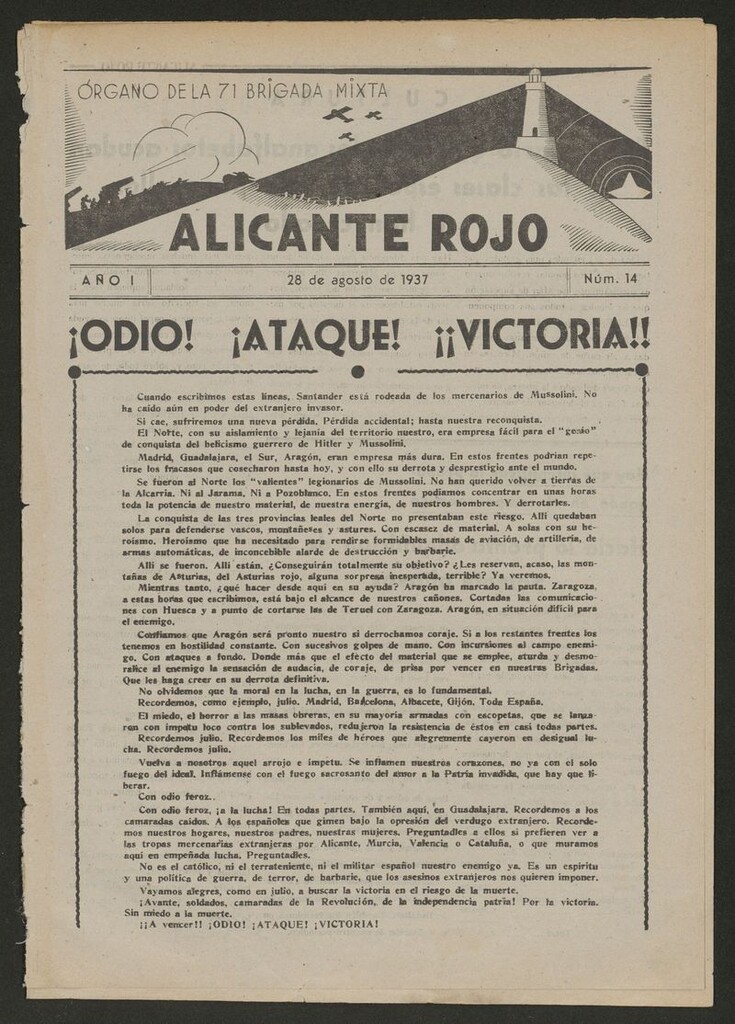 ÓRGANO DE LA 71 BRIGADA MIXTA
ALICANTE ROJO
AÑO I
28 de agosto de 1937
Núm. 14
¡ODIO! ¡ATAQUE! ¡¡VICTORIA!!
Cuando escribimos estas líneas, Santander está rodeada de los mercenarios de Mussolini. No
ha caído aún en poder del extranjero invasor.
Si cae, sufriremos una nueva pérdida. Pérdida accidental; hasta nuestra reconquista.
El Norte, con su aislamiento y lejanía del territorio nuestro, era empresa fácil para el "genio"
de conquista del belicismo guerrero de Hitler y Mussolini.
Madrid, Guadalajara, el Sur, Aragón, eran empresa más dura. En estos frentes podrían repe-
tirse los fracasos que cosecharon hasta hoy, y con ello su derrota y desprestigio ante el mundo.
Se fueron al Norte los "valientes" legionarios de Mussolini. No han querido volver a tierras de
la Alcarria. Ni al Jarama. Ni a Pozoblanco. En estos frentes podíamos concentrar en unas horas
toda la potencia de nuestro material, de nuestra energía, de nuestros hombres. Y derrotarles.
La conquista de las tres provincias leales del Norte no presentaban este riesgo. Allí quedaban
solos para defenderse vascos, montañeses y astures. Con escasez de material. A solas con su he-
roísmo. Heroísmo que ha necesitado para rendirse formidables masas de aviación, de artillería, de
armas automáticas, de inconcebible alarde de destrucción y barbarie.
Allí se fueron. Allí están. ¿Conseguirán totalmente su objetivo? ¿Les reservan, acaso, las mon-
tañas de Asturias, del Asturias rojo, alguna sorpresa inesperada, terrible? Ya veremos.
Mientras tanto, ¿qué hacer desde aquí en su ayuda? Aragón ha marcado la pauta. Zaragoza,
a estas horas que escribimos, está bajo el alcance de nuestros cañones. Cortadas las comunicacio-
nes con Huesca y a punto de cortarse las de Teruel con Zaragoza. Aragón, en situación difícil para
el enemigo.
Confiamos que Aragón será pronto nuestro si derrochamos coraje. Si a los restantes frentes los
tenemos en hostilidad constante. Con sucesivos golpes de mano. Con incursiones al campo enemi-
go. Con ataques a fondo. Donde más que el efecto del material que se emplee, aturda y desmo-
ralice al enemigo la sensación de audacia, de coraje, de prisa por vencer en nuestras Brigadas.
Que les haga creer en su derrota definitiva.
No olvidemos que la moral en la lucha, en la guerra, es lo fundamental.
Recordemos, como ejemplo, julio. Madrid, Barcelona, Albacete, Gijón, Toda España.
El miedo, el horror a las masas obreras, en su mayoría armadas con escopetas, que se lanza-
ron con ímpetu loco contra los sublevados, redujeron la resistencia de éstos en casi todas partes.
Recordemos julio. Recordemos los miles de héroes que alegremente cayeron en desigual lu-
cha. Recordemos julio.
Vuelva a nosotros aquel arrojo e ímpetu. Se inflamen nuestros corazones, no ya con el solo
fuego del ideal. Inflámense con el fuego sacrosanto del amor a la Patria invadida, que hay que li-
berar.
Con odio feroz..
Con odio feroz, ¡a la lucha! En todas partes. También aquí, en Guadalajara. Recordemos a los
camaradas caídos. A los españoles que gimen bajo la opresión del verdugo extranjero. Recorde-
mos nuestros hogares, nuestros padres, nuestras mujeres. Preguntadles a ellos si prefieren ver a
las tropas mercenarias extranjeras por Alicante, Murcia, Valencia o Cataluña, o que muramos
aquí en empeñada lucha. Preguntadles.
No es el católico, ni el terrateniente, ni el militar español nuestro enemigo ya. Es un espíritu
y una política de guerra, de terror, de barbarie, que los asesinos extranjeros nos quieren imponer.
Vayamos alegres, como en julio, a buscar la victoria en el riesgo de la muerte.
¡Avante, soldados, camaradas de la Revolución, de la independencia patria! Por la victoria.
Sin miedo a la muerte.
¡¡A vencer!! ¡ODIO! ¡ATAQUE! ¡VICTORIA!